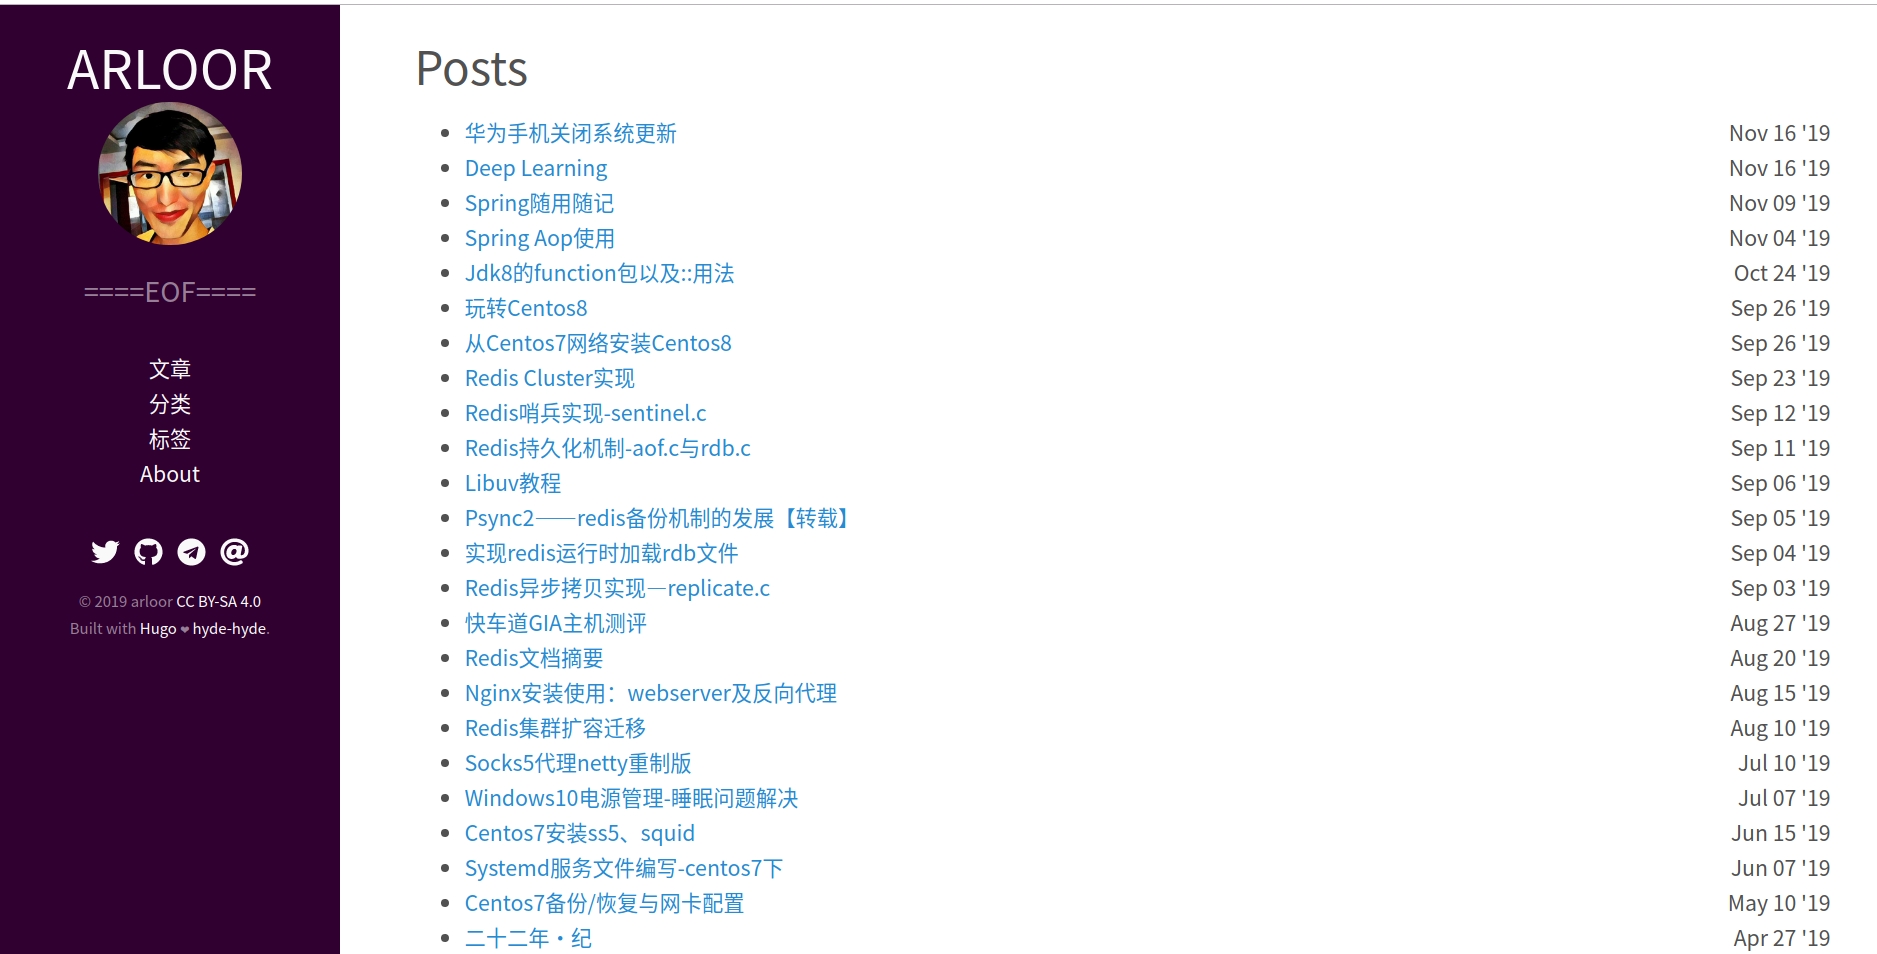 ARLOOR
====EOF====
文章
分类
标签
About
© 2019 arloor CC BY-SA 4.0
Built with Hugo ❤ hyde-hyde.
Posts
华为手机关闭系统更新 Nov 16 '19
Deep Learning Nov 16 '19
Spring随用随记 Nov 09 '19
Spring Aop使用 Nov 04 '19
Jdk8的function包以及::用法 Oct 24 '19
玩转Centos8 Sep 26 '19
从Centos7网络安装Centos8 Sep 26 '19
Redis Cluster实现 Sep 23 '19
Redis哨兵实现-sentinel.c Sep 12 '19
Redis持久化机制-aof.c与rdb.c Sep 11 '19
Libuv教程 Sep 06 '19
Psync2——redis备份机制的发展【转载】 Sep 05 '19
实现redis运行时加载rdb文件 Sep 04 '19
Redis异步拷贝实现—replicate.c Sep 03 '19
快车道GIA主机测评 Aug 27 '19
Redis文档摘要 Aug 20 '19
Nginx安装使用：webserver及反向代理 Aug 15 '19
Redis集群扩容迁移 Aug 10 '19
Socks5代理netty重制版 Jul 10 '19
Windows10电源管理-睡眠问题解决 Jul 07 '19
Centos7安装ss5、squid Jun 15 '19
Systemd服务文件编写-centos7下 Jun 07 '19
Centos7备份/恢复与网卡配置 May 10 '19
二十二年・纪 Apr 27 '19